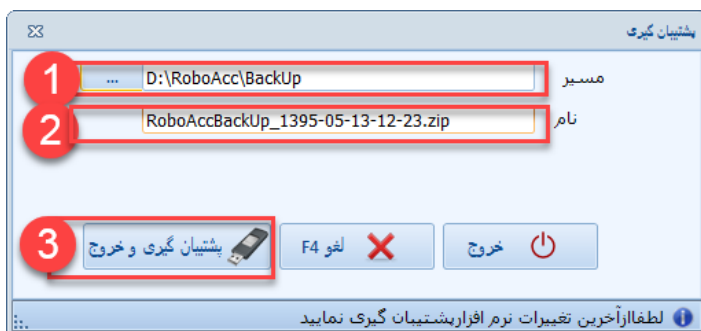 پشتیبان گیری
مسیر D:\RoboAcc\BackUp ... 1
نام RoboAccBackUp_1395-05-13-12-23.zip 2
خروج لغو F4 پشتیبان گیری و خروج 3
لطفاازآخرین تغییرات نرم افزارپشتیبان گیری نمایید